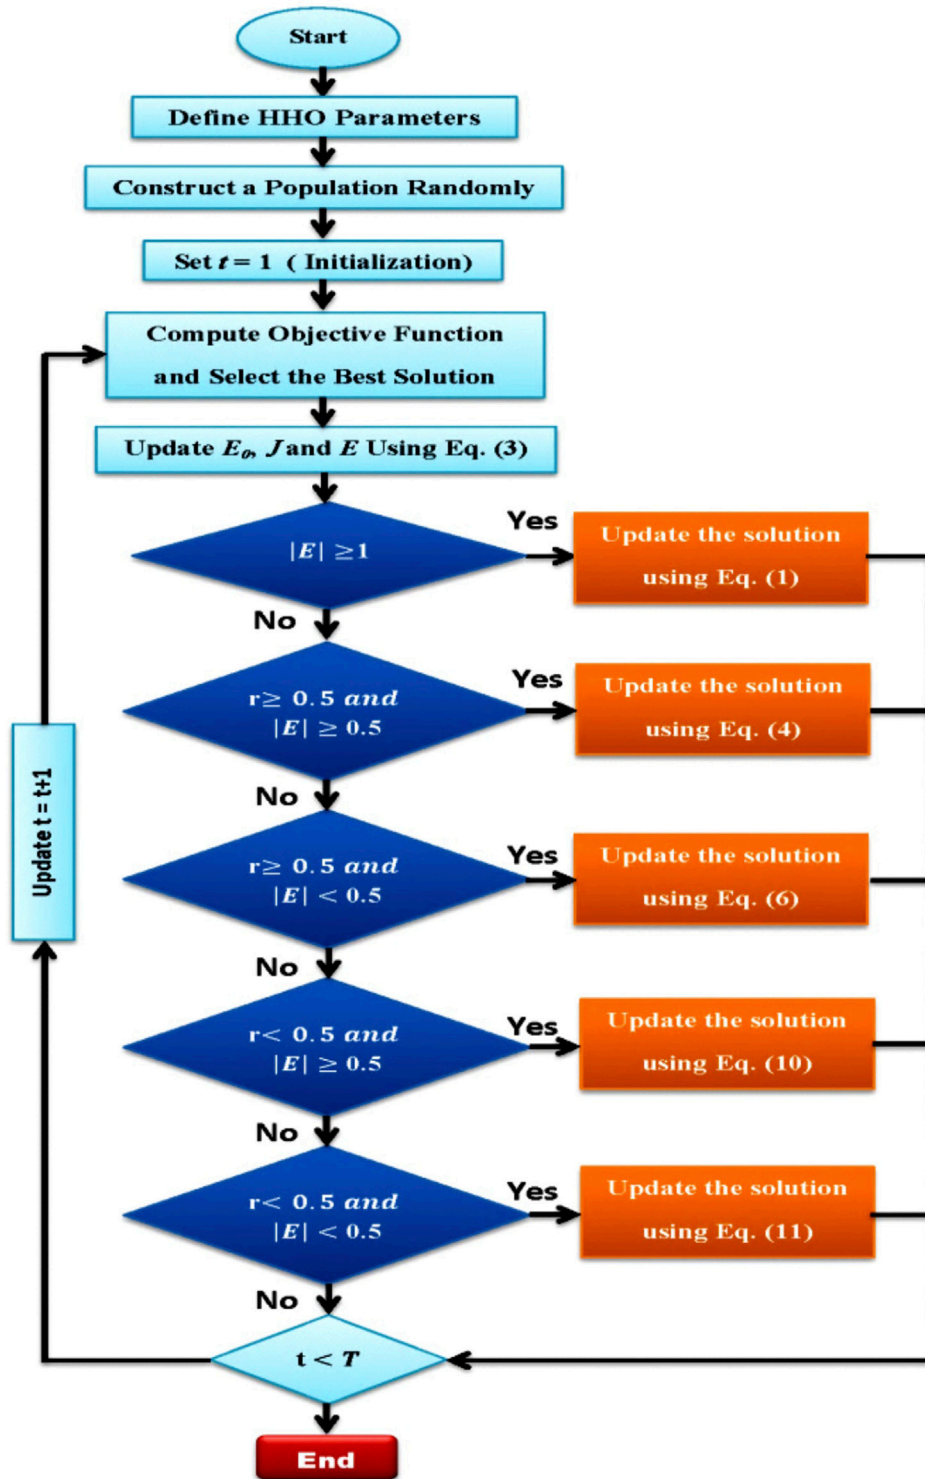 Start
Define HHO Parameters
Construct a Population Randomly
Set t = 1 ( Initialization)
Compute Objective Function
and Select the Best Solution
Update E₀, J and E Using Eq. (3)
|E| ≥1
Yes
Update the solution
using Eq. (1)
No
r≥ 0.5 and
|E| ≥ 0.5
Yes
Update the solution
using Eq. (4)
No
r≥ 0.5 and
|E| < 0.5
Yes
Update the solution
using Eq. (6)
No
r< 0.5 and
|E| ≥ 0.5
Yes
Update the solution
using Eq. (10)
No
r< 0.5 and
|E| < 0.5
Yes
Update the solution
using Eq. (11)
No
t < T
Update t = t+1
End